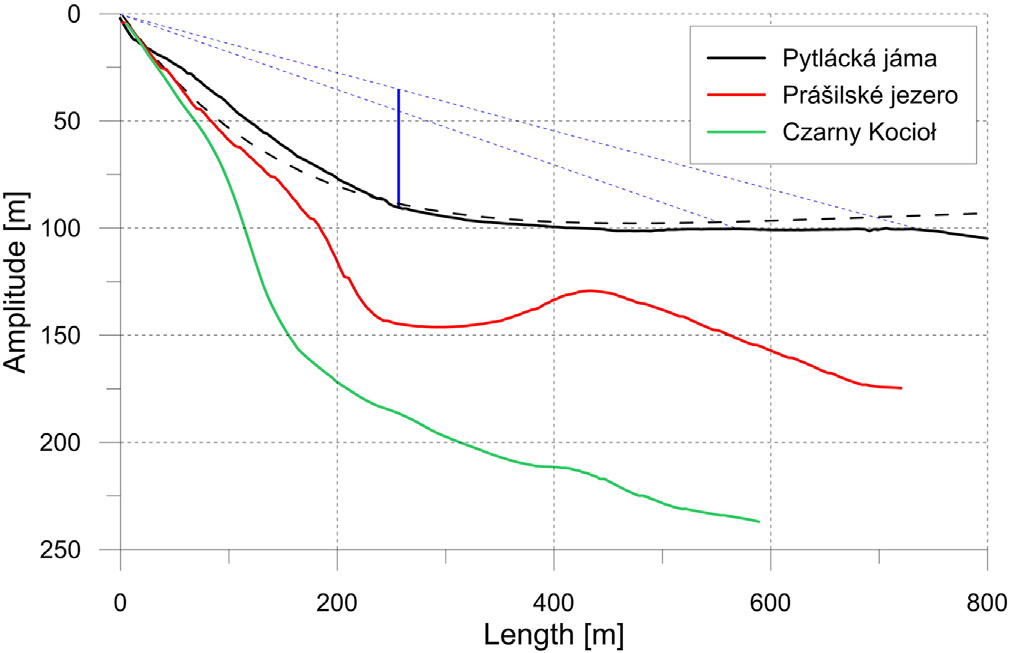 0
50
100
150
200
250
Amplitude [m]
Pytlácká jáma
Prášilské jezero
Czarny Kocioł
0 200 400 600 800
Length [m]